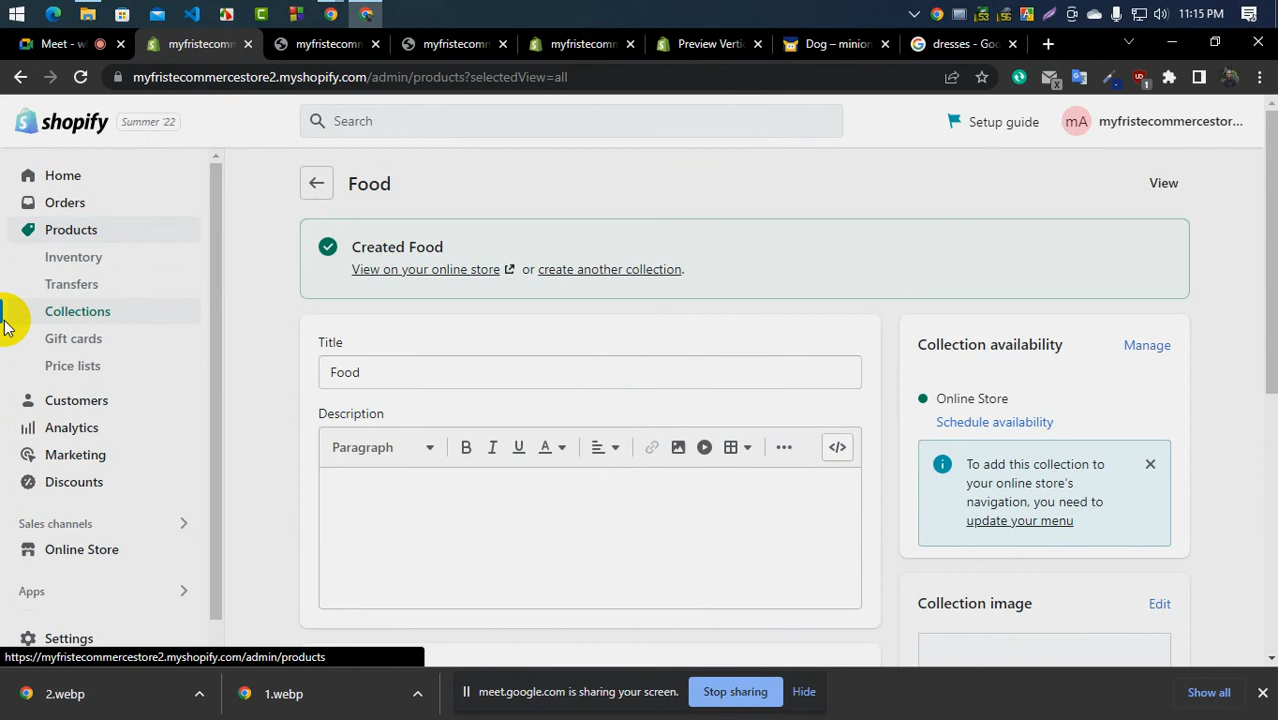 11:15 PM
Meet - w
myfristecomm
myfristecomm
myfristecomm
myfristecomm
Preview Verti
Dog – minion
dresses - Goo
myfristecommercestore2.myshopify.com/admin/products?selectedView=all
shopify
Summer '22
Search
Setup guide
mA
myfristecommercestor...
Home
Orders
Products
Inventory
Transfers
Collections
Gift cards
Price lists
Customers
Analytics
Marketing
Discounts
Sales channels
Online Store
Apps
Settings
Food
View
Created Food
View on your online store or create another collection.
Title
Food
Description
Paragraph
B I U A
</>
Collection availability
Manage
Online Store
Schedule availability
To add this collection to
your online store's
navigation, you need to
update your menu
Collection image
Edit
https://myfristecommercestore2.myshopify.com/admin/products
2.webp
1.webp
meet.google.com is sharing your screen.
Stop sharing
Hide
Show all